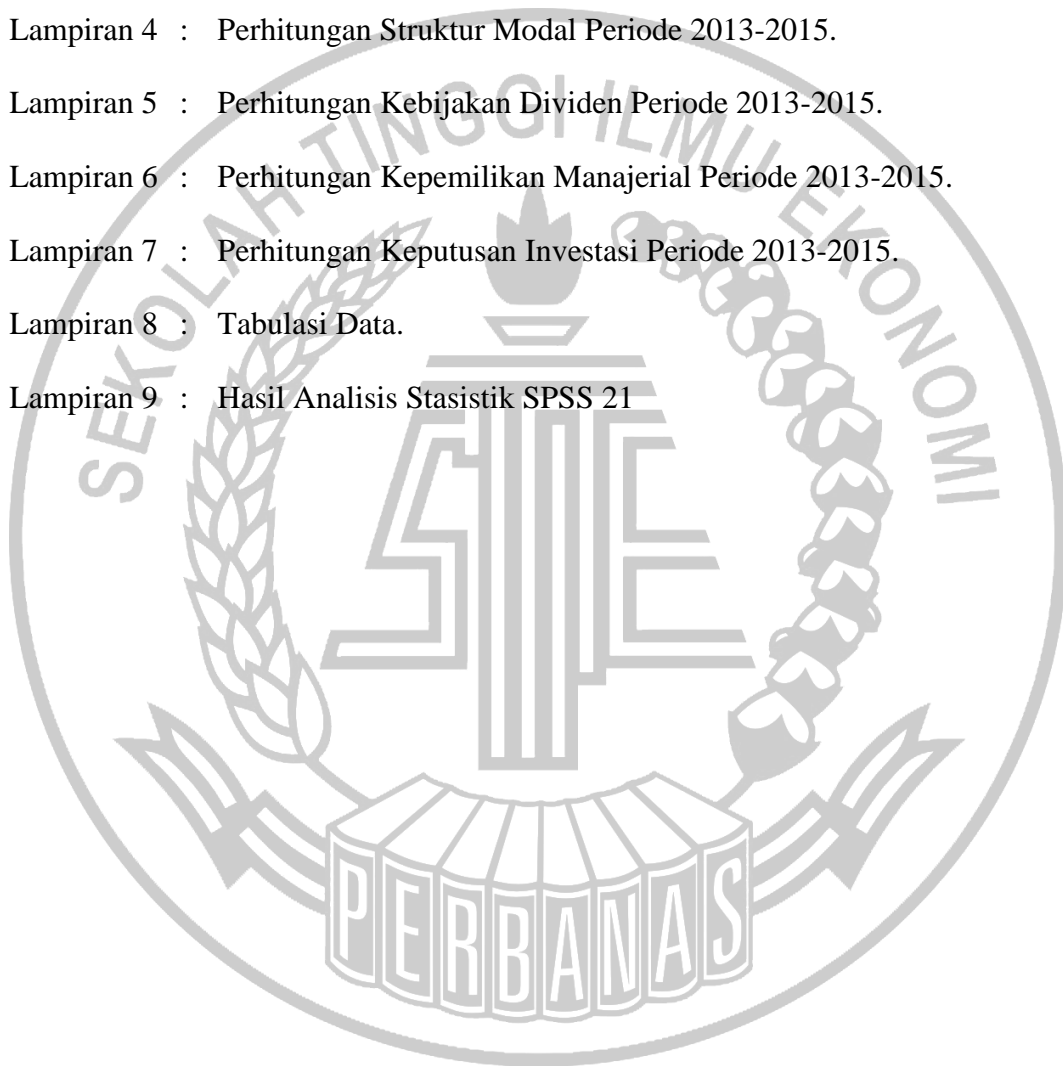 Lampiran 4 : Perhitungan Struktur Modal Periode 2013-2015.
Lampiran 5 : Perhitungan Kebijakan Dividen Periode 2013-2015.
Lampiran 6 : Perhitungan Kepemilikan Manajerial Periode 2013-2015.
Lampiran 7 : Perhitungan Keputusan Investasi Periode 2013-2015.
Lampiran 8 : Tabulasi Data.
Lampiran 9 : Hasil Analisis Stasistik SPSS 21
SEKOLAH TINGGI ILMU EKONOMI
STIE
PERBANAS